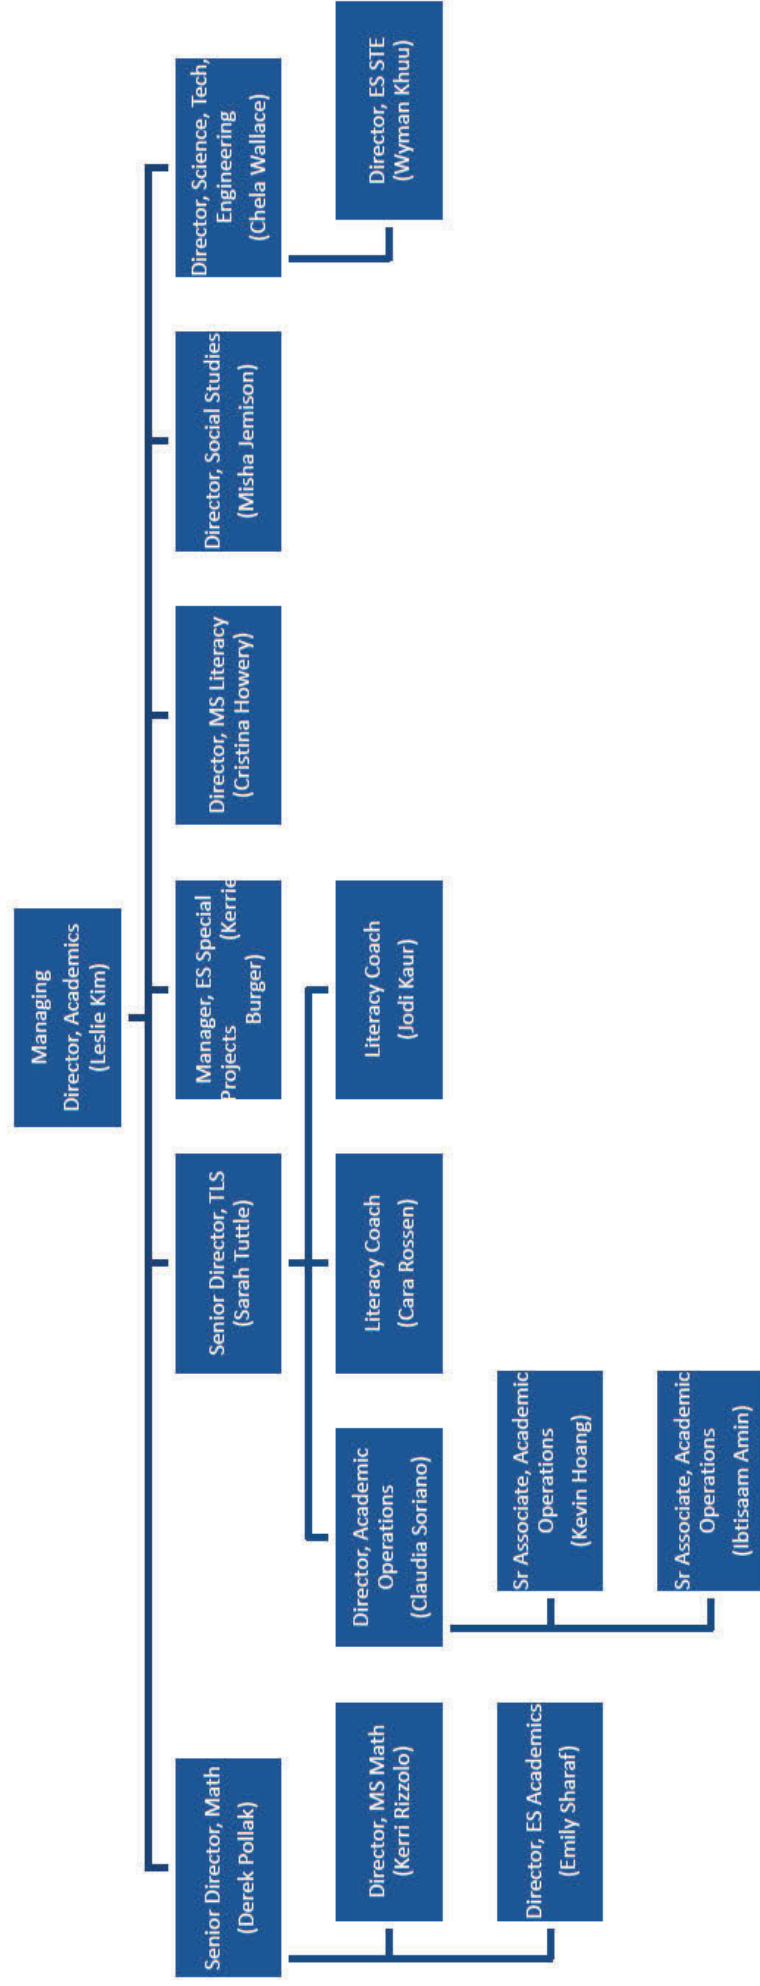 Managing
Director, Academics
(Leslie Kim)
Senior Director, Math
(Derek Pollak)
Senior Director, TLS
(Sarah Tuttle)
Manager, ES Special
Projects (Kerrie
Burger)
Director, MS Literacy
(Cristina Howery)
Director, Social Studies
(Misha Jemison)
Director, Science, Tech,
Engineering
(Chela Wallace)
Director, MS Math
(Kerri Rizzolo)
Director, Academic
Operations
(Claudia Soriano)
Literacy Coach
(Cara Rossen)
Literacy Coach
(Jodi Kaur)
Director, ES STE
(Wyman Khuu)
Director, ES Academics
(Emily Sharaf)
Sr Associate, Academic
Operations
(Kevin Hoang)
Sr Associate, Academic
Operations
(Ibtisaam Amin)